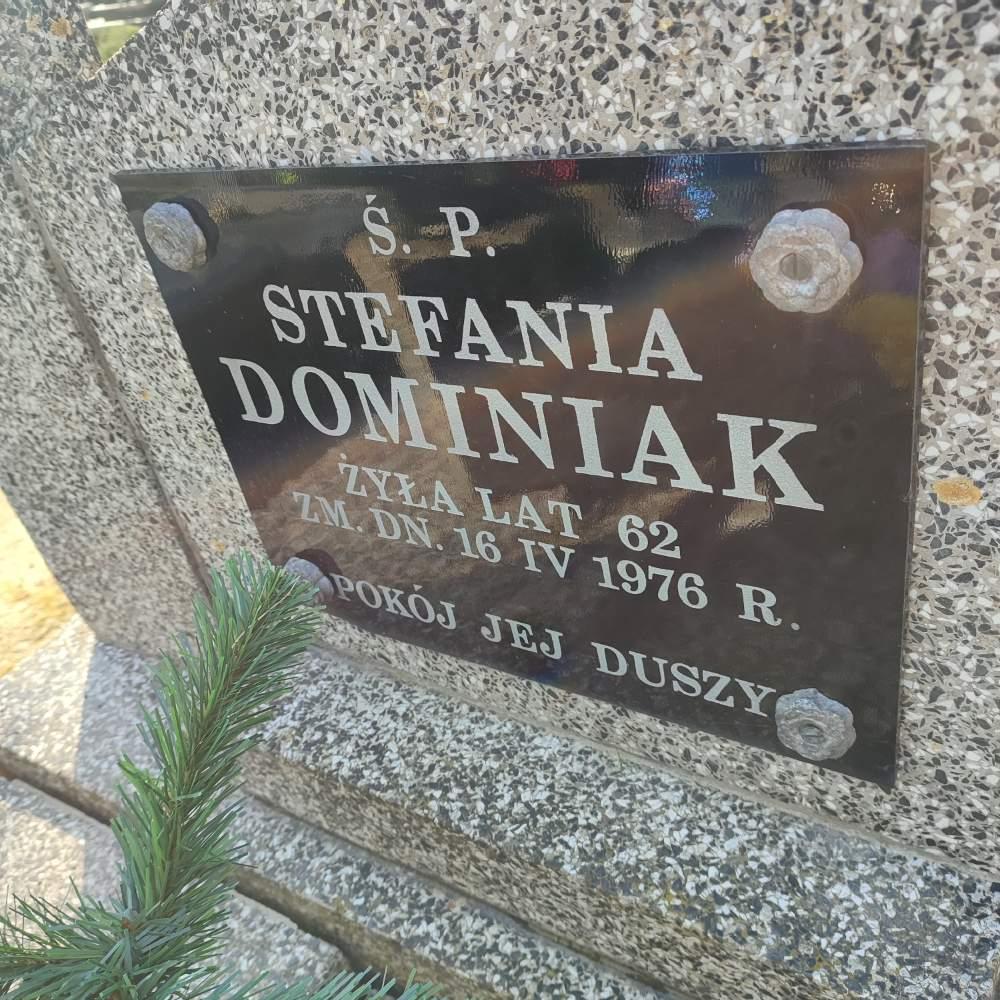 Ś. P.
STEFANIA
DOMINIAK
ŻYŁA LAT 62
ZM. DN. 16 IV 1976 R.
POKÓJ JEJ DUSZY